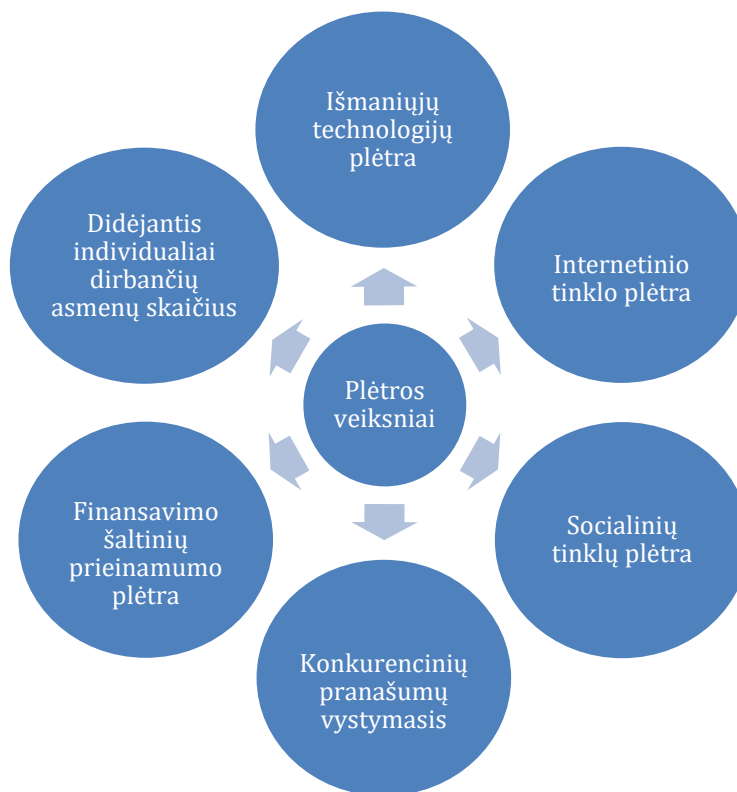 Išmaniųjų
technologijų
plėtra
Internetinio
tinklo plėtra
Socialinių
tinklų plėtra
Konkurencinių
pranašumų
vystymasis
Finansavimo
šaltinių
prieinamumo
plėtra
Didėjantis
individualiai
dirbančių
asmenų skaičius
Plėtros
veiksniai